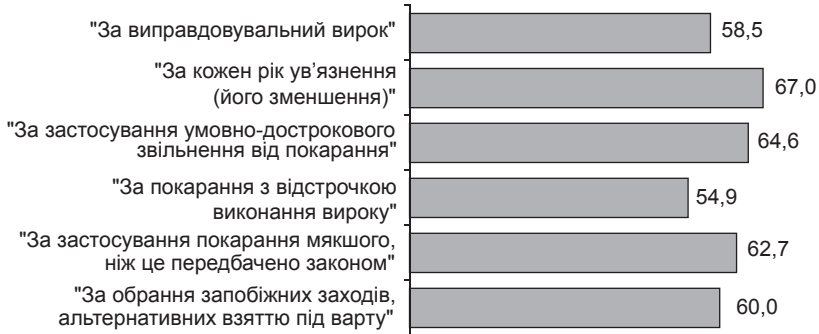 "За виправдовувальний вирок"
58,5
"За кожен рік ув’язнення
(його зменшення)"
67,0
"За застосування умовно-дострокового
звільнення від покарання"
64,6
"За покарання з відстрочкою
виконання вироку"
54,9
"За застосування покарання мякшого,
ніж це передбачено законом"
62,7
"За обрання запобіжних заходів,
альтернативних взяттю під варту"
60,0